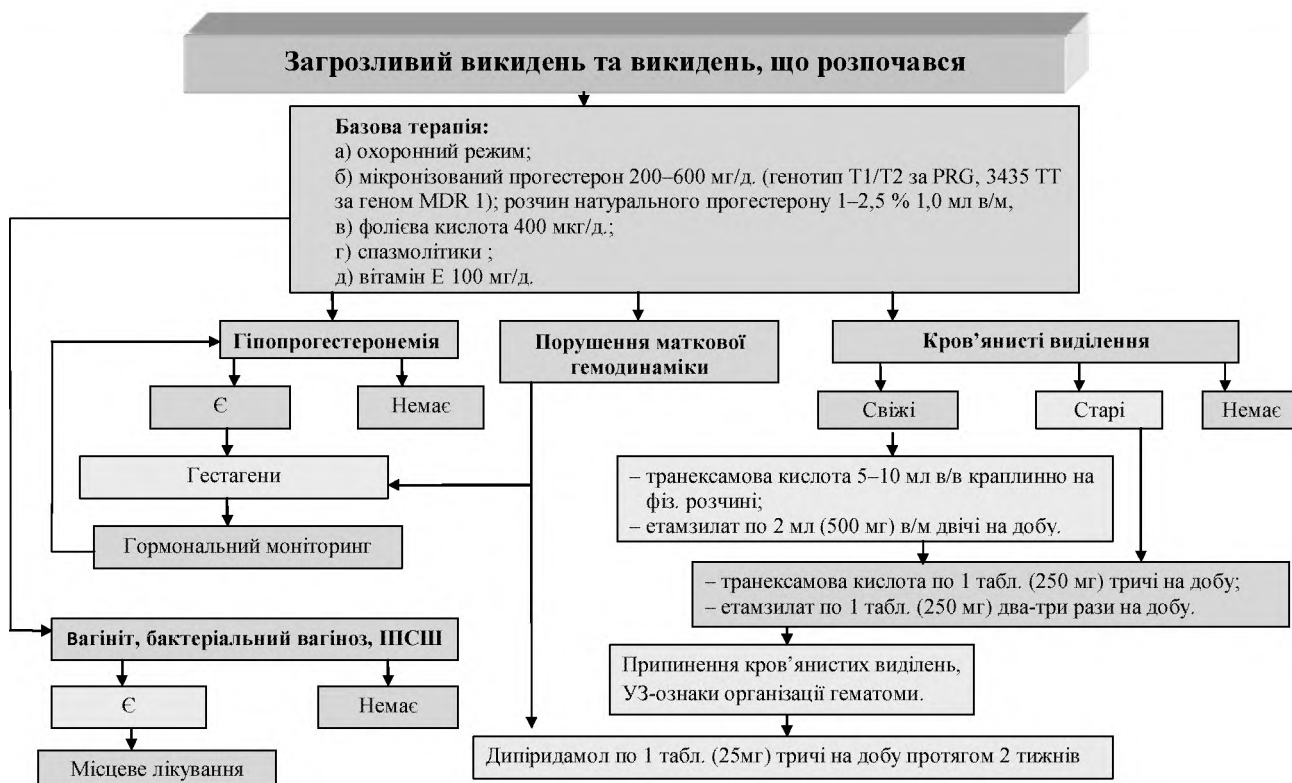 Загрозливий викидень та викидень, що розпочався
Базова терапія:
а) охоронний режим;
б) мікронізований прогестерон 200–600 мг/д. (генотип Т1/Т2 за PRG, 3435 ТТ
за геном MDR 1); розчин натурального прогестерону 1–2,5 % 1,0 мл в/м,
в) фолієва кислота 400 мкг/д.;
г) спазмолітики ;
д) вітамін Е 100 мг/д.
Гіпопрогестеронемія
Є
Немає
Гестагени
Гормональний моніторинг
Порушення маткової
гемодинаміки
Кров’янисті виділення
Свіжі
Старі
Немає
– транексамова кислота 5–10 мл в/в краплинно на
фіз. розчині;
– етамзилат по 2 мл (500 мг) в/м двічі на добу.
– транексамова кислота по 1 табл. (250 мг) тричі на добу;
– етамзилат по 1 табл. (250 мг) два-три рази на добу.
Припинення кров’янистих виділень,
УЗ-ознаки організації гематоми.
Дипіридамол по 1 табл. (25мг) тричі на добу протягом 2 тижнів
Вагініт, бактеріальний вагіноз, ІПСШ
Є
Немає
Місцеве лікування